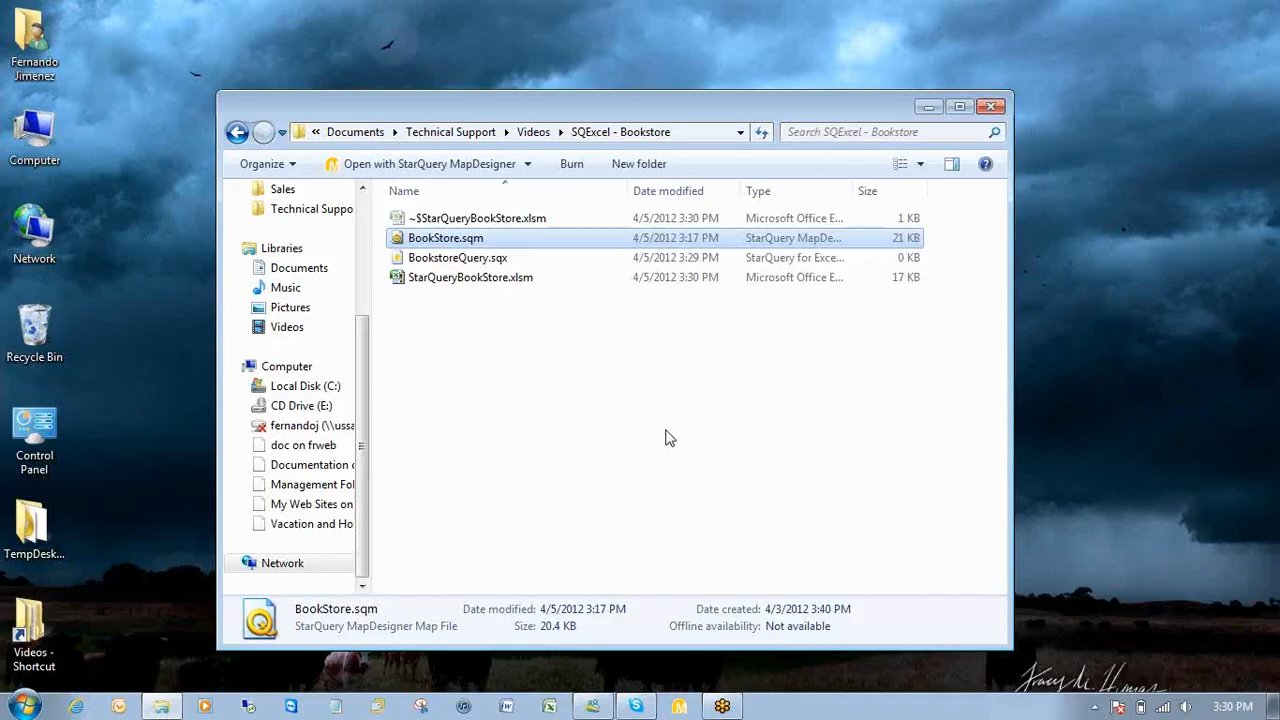 Fernando
Jimenez
Computer
Network
Recycle Bin
Control
Panel
TempDesk...
Videos -
Shortcut
« Documents Technical Support Videos SQExcel - Bookstore
Search SQExcel - Bookstore
Organize Open with StarQuery MapDesigner Burn New folder
Sales
Technical Suppo
Libraries
Documents
Music
Pictures
Videos
Computer
Local Disk (C:)
CD Drive (E:)
fernandoj (\\ussa
doc on frweb
Documentation o
Management Fol
My Web Sites on
Vacation and Ho
Network
Name Date modified Type Size
~$StarQueryBookStore.xlsm 4/5/2012 3:30 PM Microsoft Office E... 1 KB
BookStore.sqm 4/5/2012 3:17 PM StarQuery MapDe... 21 KB
BookstoreQuery.sqx 4/5/2012 3:29 PM StarQuery for Exce... 0 KB
StarQueryBookStore.xlsm 4/5/2012 3:30 PM Microsoft Office E... 17 KB
BookStore.sqm Date modified: 4/5/2012 3:17 PM Date created: 4/3/2012 3:40 PM
StarQuery MapDesigner Map File Size: 20.4 KB Offline availability: Not available
3:30 PM